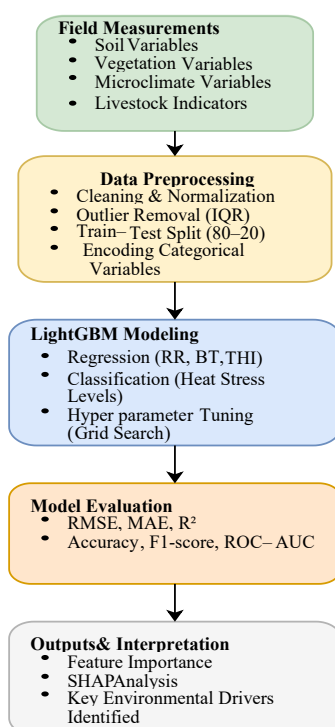 Field Measurements
• Soil Variables
• Vegetation Variables
• Microclimate Variables
• Livestock Indicators
Data Preprocessing
• Cleaning & Normalization
• Outlier Removal (IQR)
• Train– Test Split (80–20)
• Encoding Categorical
Variables
LightGBM Modeling
• Regression (RR, BT,THI)
• Classification (Heat Stress
Levels)
• Hyper parameter Tuning
(Grid Search)
Model Evaluation
• RMSE, MAE, R²
• Accuracy, F1-score, ROC– AUC
Outputs& Interpretation
• Feature Importance
• SHAPAnalysis
• Key Environmental Drivers
Identified